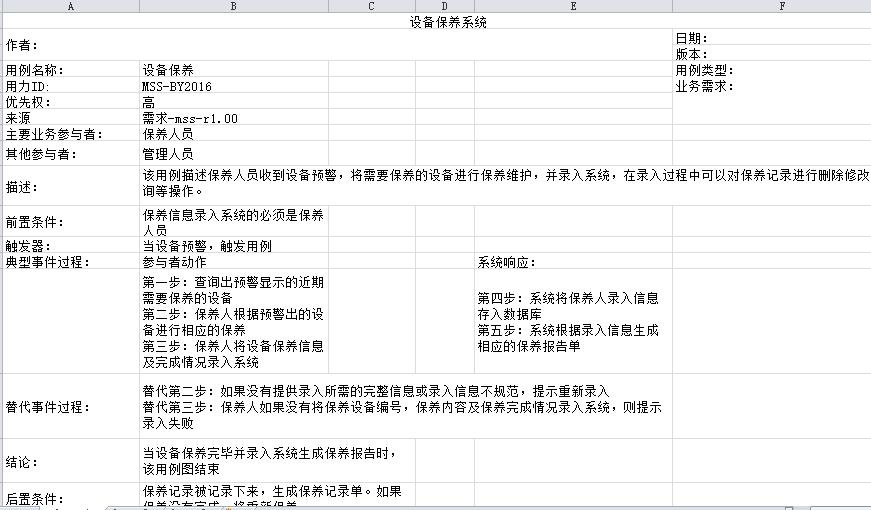 A B C D E F
设备保养系统
作者：
日期：
版本：
用例名称： 设备保养 用例类型：
用力ID: MSS-BY2016 业务需求：
优先权： 高
来源 需求-mss-r1.00
主要业务参与者： 保养人员
其他参与者： 管理人员
描述： 该用例描述保养人员收到设备预警，将需要保养的设备进行保养维护，并录入系统，在录入过程中可以对保养记录进行删除修改
询等操作。
前置条件： 保养信息录入系统的必须是保养
人员
触发器： 当设备预警，触发用例
典型事件过程： 参与者动作 系统响应：
第一步：查询出预警显示的近期
需要保养的设备
第二步：保养人根据预警出的设
备进行相应的保养
第三步：保养人将设备保养信息
及完成情况录入系统
第四步：系统将保养人录入信息
存入数据库
第五步：系统根据录入信息生成
相应的保养报告单
替代事件过程： 替代第二步：如果没有提供录入所需的完整信息或录入信息不规范，提示重新录入
替代第三步：保养人如果没有将保养设备编号，保养内容及保养完成情况录入系统，则提示
录入失败
结论： 当设备保养完毕并录入系统生成保养报告时，
该用例图结束
后置条件： 保养记录被记录下来，生成保养记录单。如果